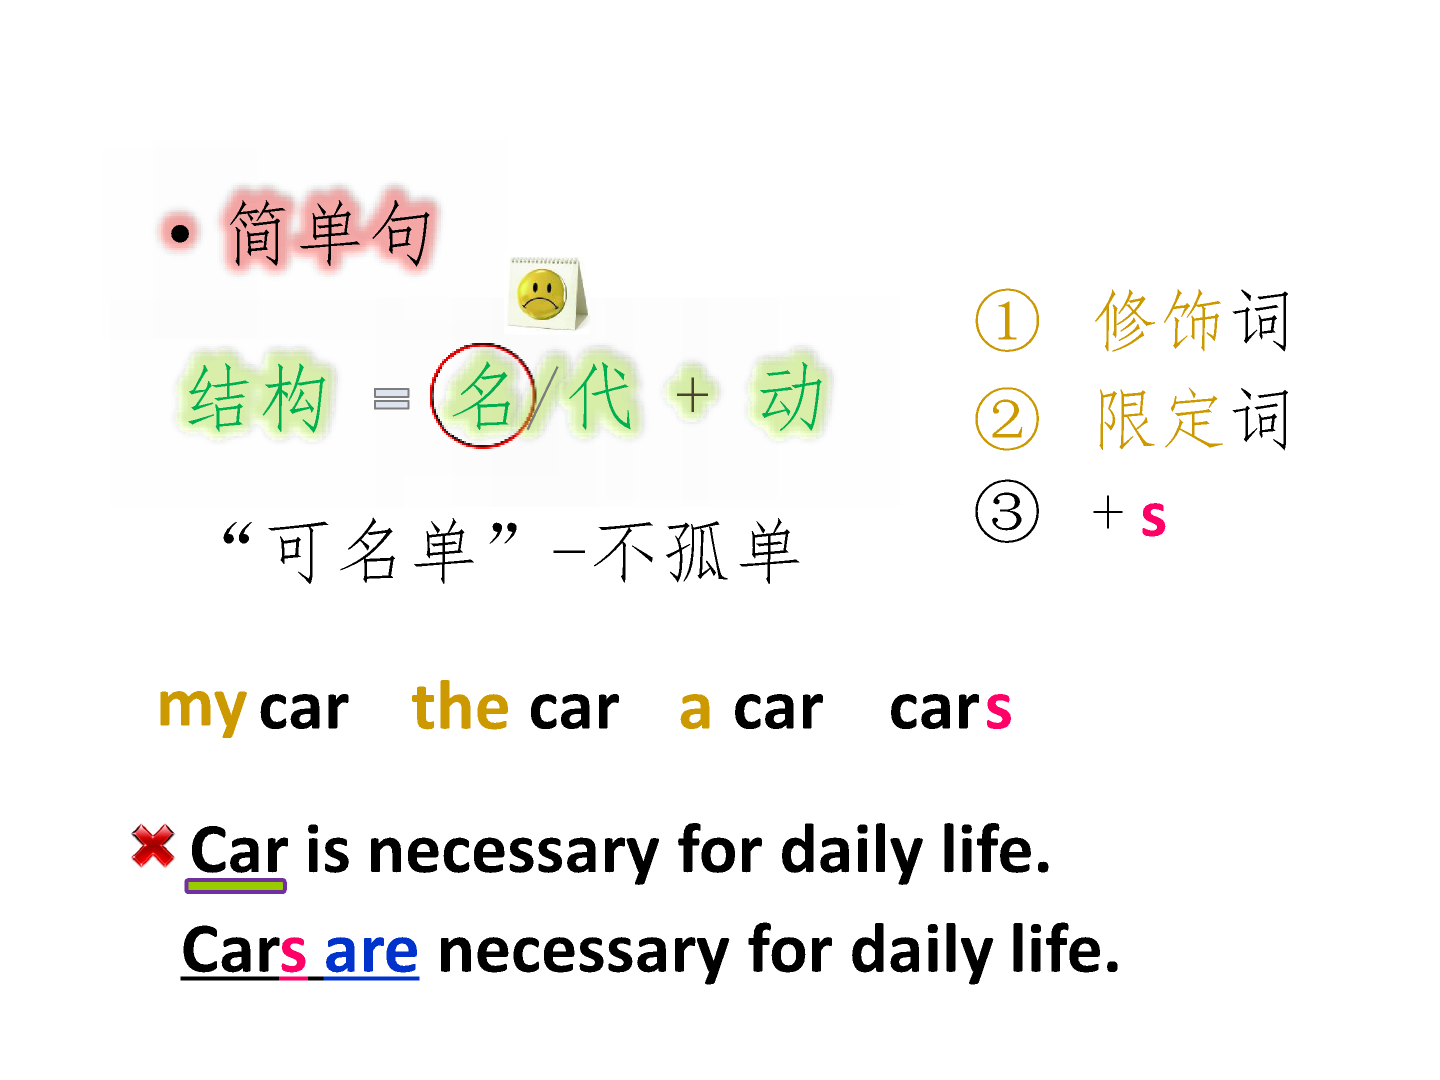 • 简单句
结构 = 名/代 + 动
“可名单”-不孤单
① 修饰词
② 限定词
③ + s
my car the car a car cars
Car is necessary for daily life.
Cars are necessary for daily life.